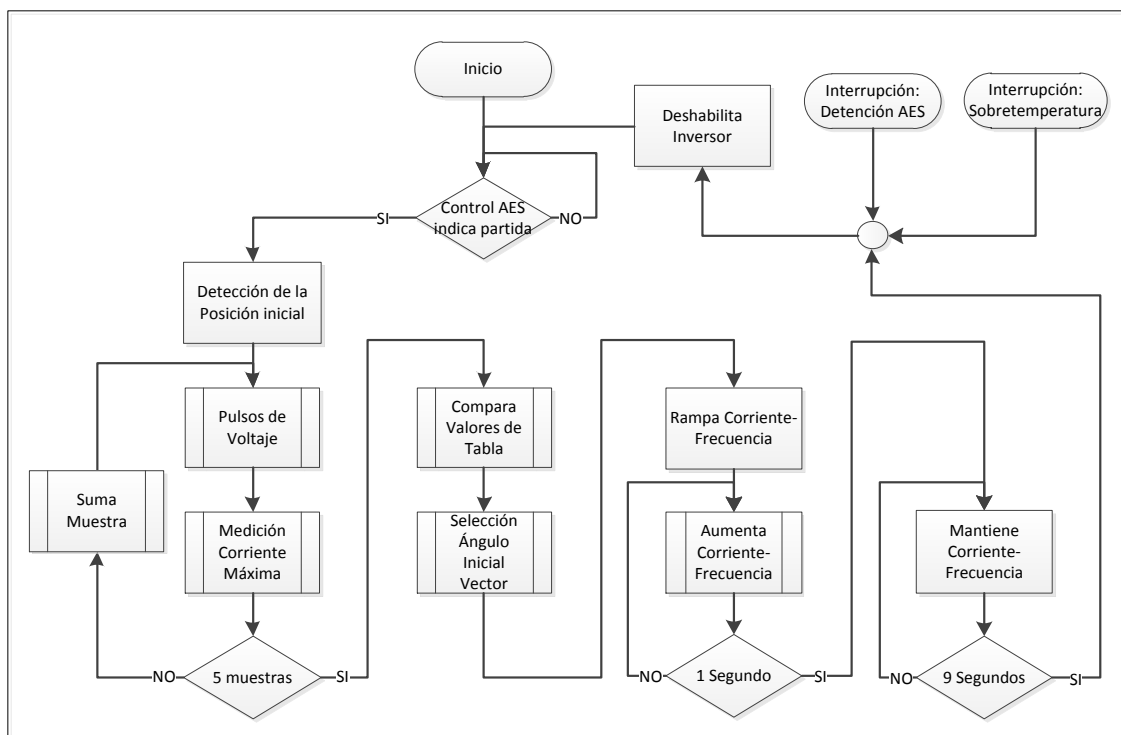 Inicio
Interrupción:
Detención AES
Interrupción:
Sobretemperatura
Deshabilita
Inversor
Control AES
indica partida
SI
NO
Detección de la
Posición inicial
Pulsos de
Voltaje
Suma
Muestra
Medición
Corriente
Máxima
5 muestras
NO
SI
Compara
Valores de
Tabla
Selección
Ángulo
Inicial
Vector
Rampa Corriente-
Frecuencia
Aumenta
Corriente-
Frecuencia
1 Segundo
NO
SI
Mantiene
Corriente-
Frecuencia
9 Segundos
NO
SI